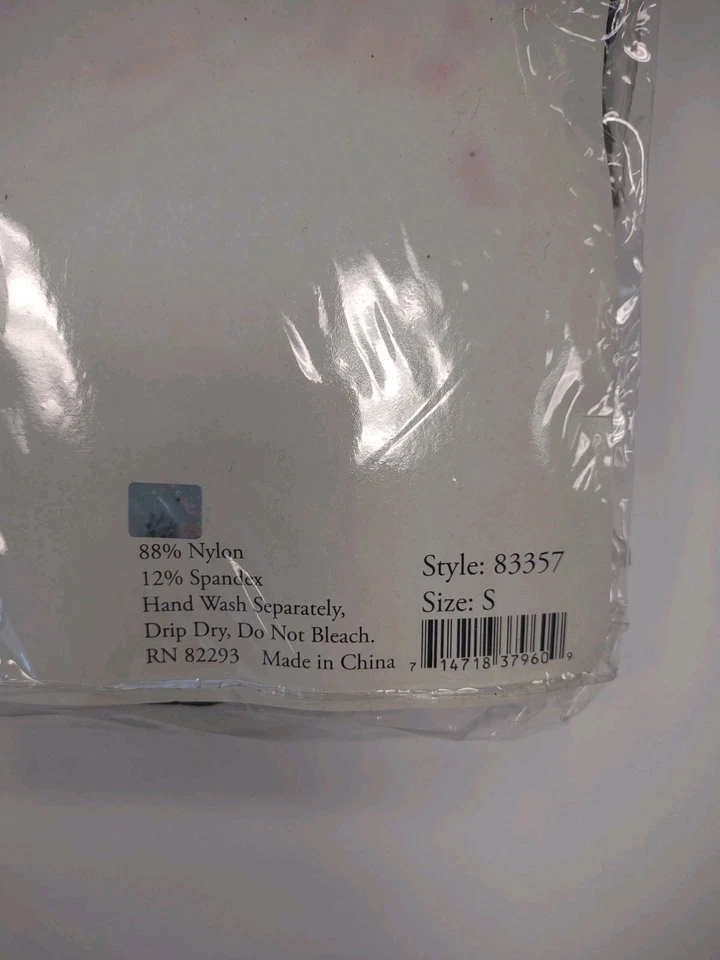 88% Nylon
12% Spandex
Hand Wash Separately,
Drip Dry, Do Not Bleach.
RN 82293 Made in China
Style: 83357
Size: S
7 14718 37960 9